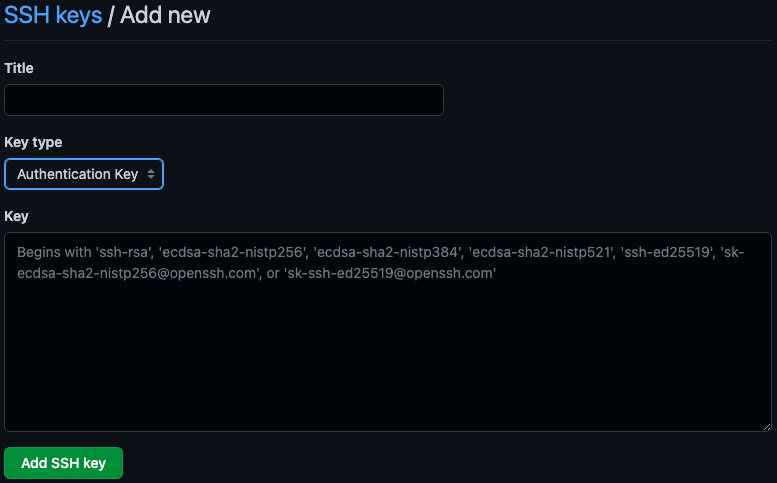 SSH keys / Add new
Title
Key type
Authentication Key
Key
Begins with 'ssh-rsa', 'ecdsa-sha2-nistp256', 'ecdsa-sha2-nistp384', 'ecdsa-sha2-nistp521', 'ssh-ed25519', 'sk-
ecdsa-sha2-nistp256@openssh.com', or 'sk-ssh-ed25519@openssh.com'
Add SSH key